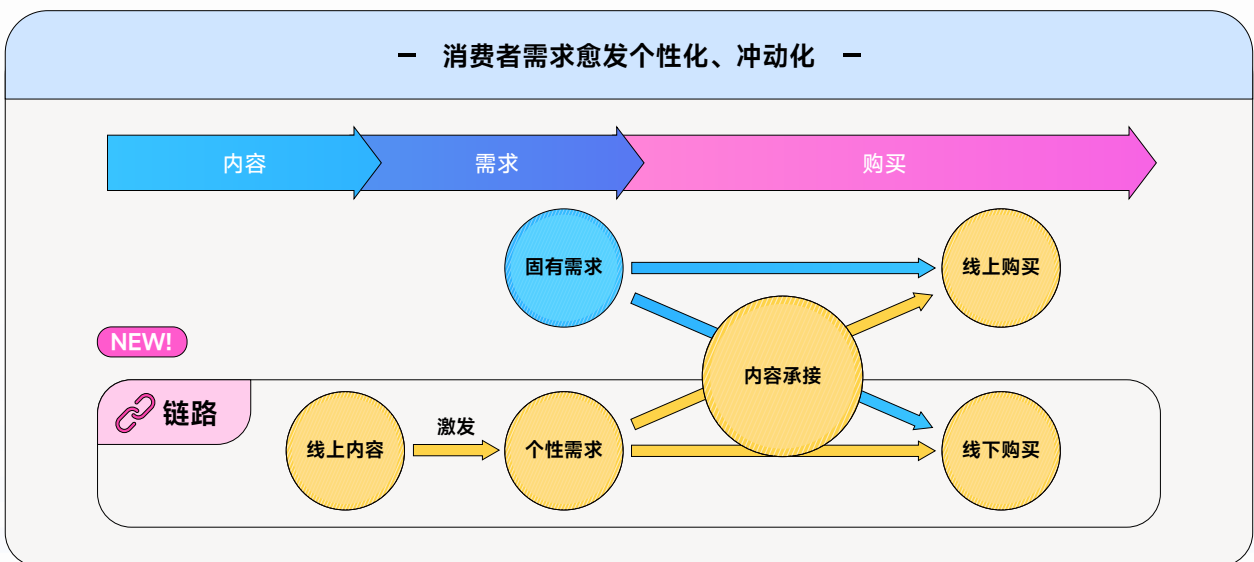 消费者需求愈发个性化、冲动化
内容
需求
购买
固有需求
线上购买
NEW!
内容承接
链路
激发
线上内容
个性需求
线下购买